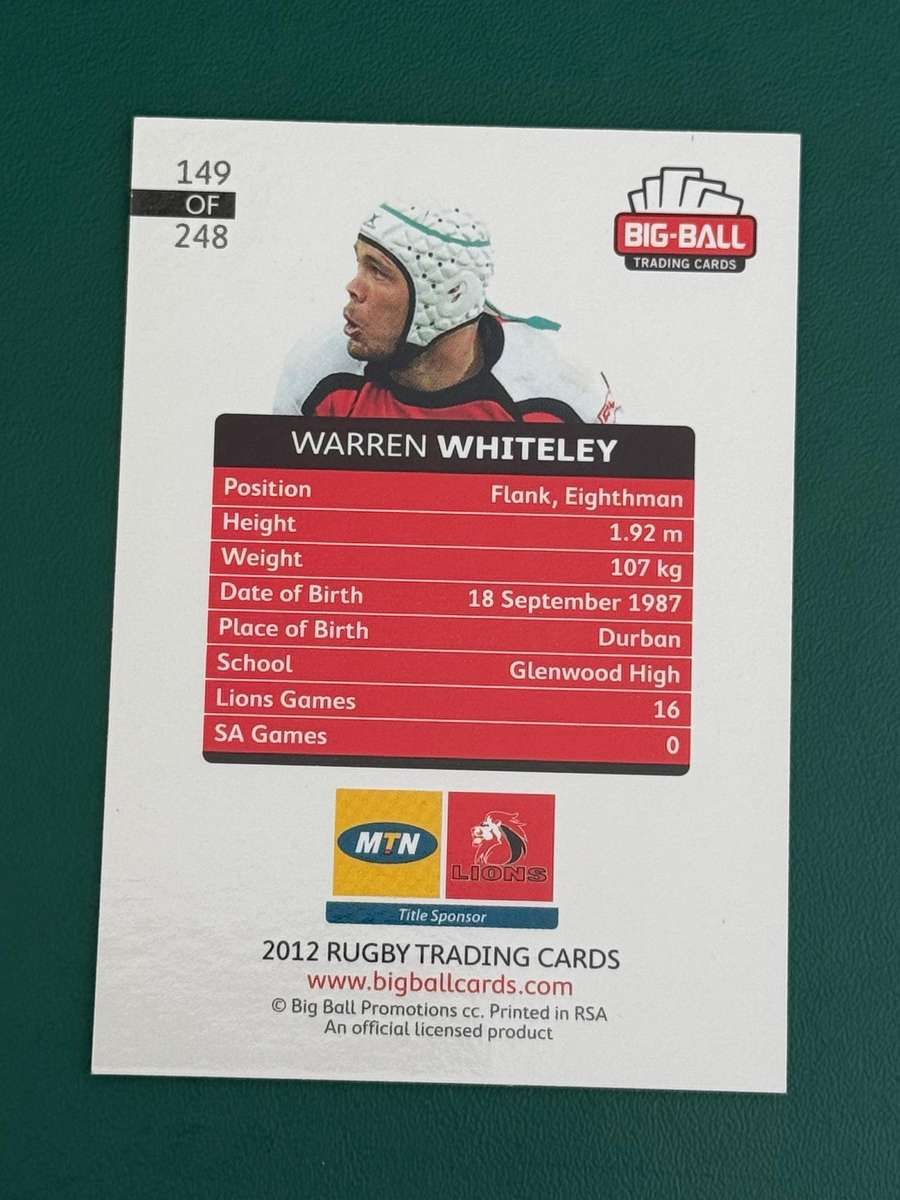 149
OF
248
BIG-BALL
TRADING CARDS
WARREN WHITELEY
Position Flank, Eighthman
Height 1.92 m
Weight 107 kg
Date of Birth 18 September 1987
Place of Birth Durban
School Glenwood High
Lions Games 16
SA Games 0
MTN LIONS
Title Sponsor
2012 RUGBY TRADING CARDS
www.bigballcards.com
© Big Ball Promotions cc. Printed in RSA
An official licensed product